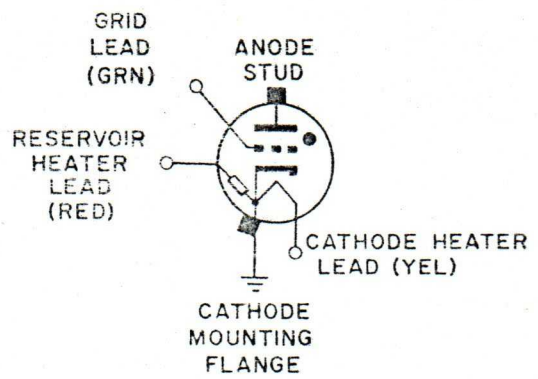 GRID
LEAD
(GRN)
ANODE
STUD
RESERVOIR
HEATER
LEAD
(RED)
CATHODE HEATER
LEAD (YEL)
CATHODE
MOUNTING
FLANGE